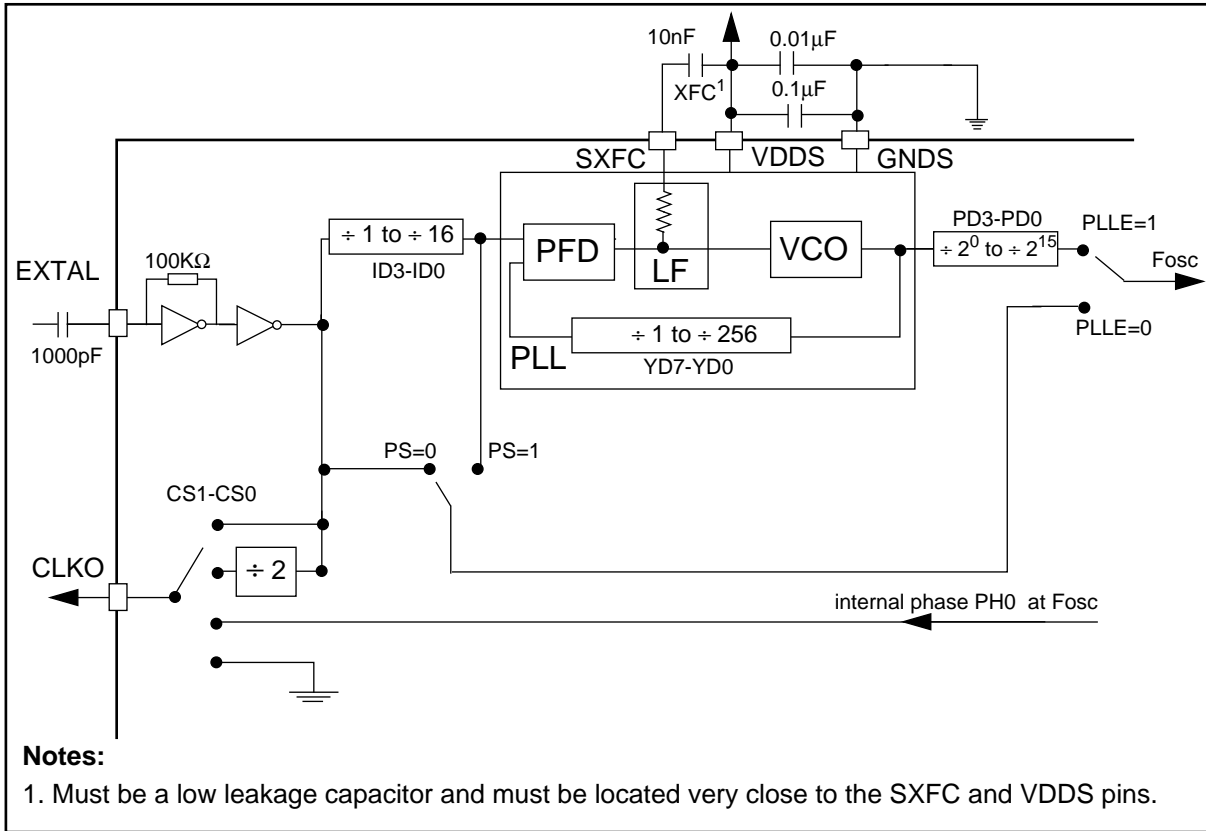 10nF
0.01μF
XFC¹
0.1μF
SXFC
VDDS
GNDS
÷ 1 to ÷ 16
ID3-ID0
PFD
LF
VCO
PD3-PD0
÷ 2⁰ to ÷ 2¹⁵
PLLE=1
Fosc
PLLE=0
EXTAL
100KΩ
1000pF
÷ 1 to ÷ 256
PLL
YD7-YD0
PS=0
PS=1
CS1-CS0
CLKO
÷ 2
internal phase PH0 at Fosc
Notes:
1. Must be a low leakage capacitor and must be located very close to the SXFC and VDDS pins.